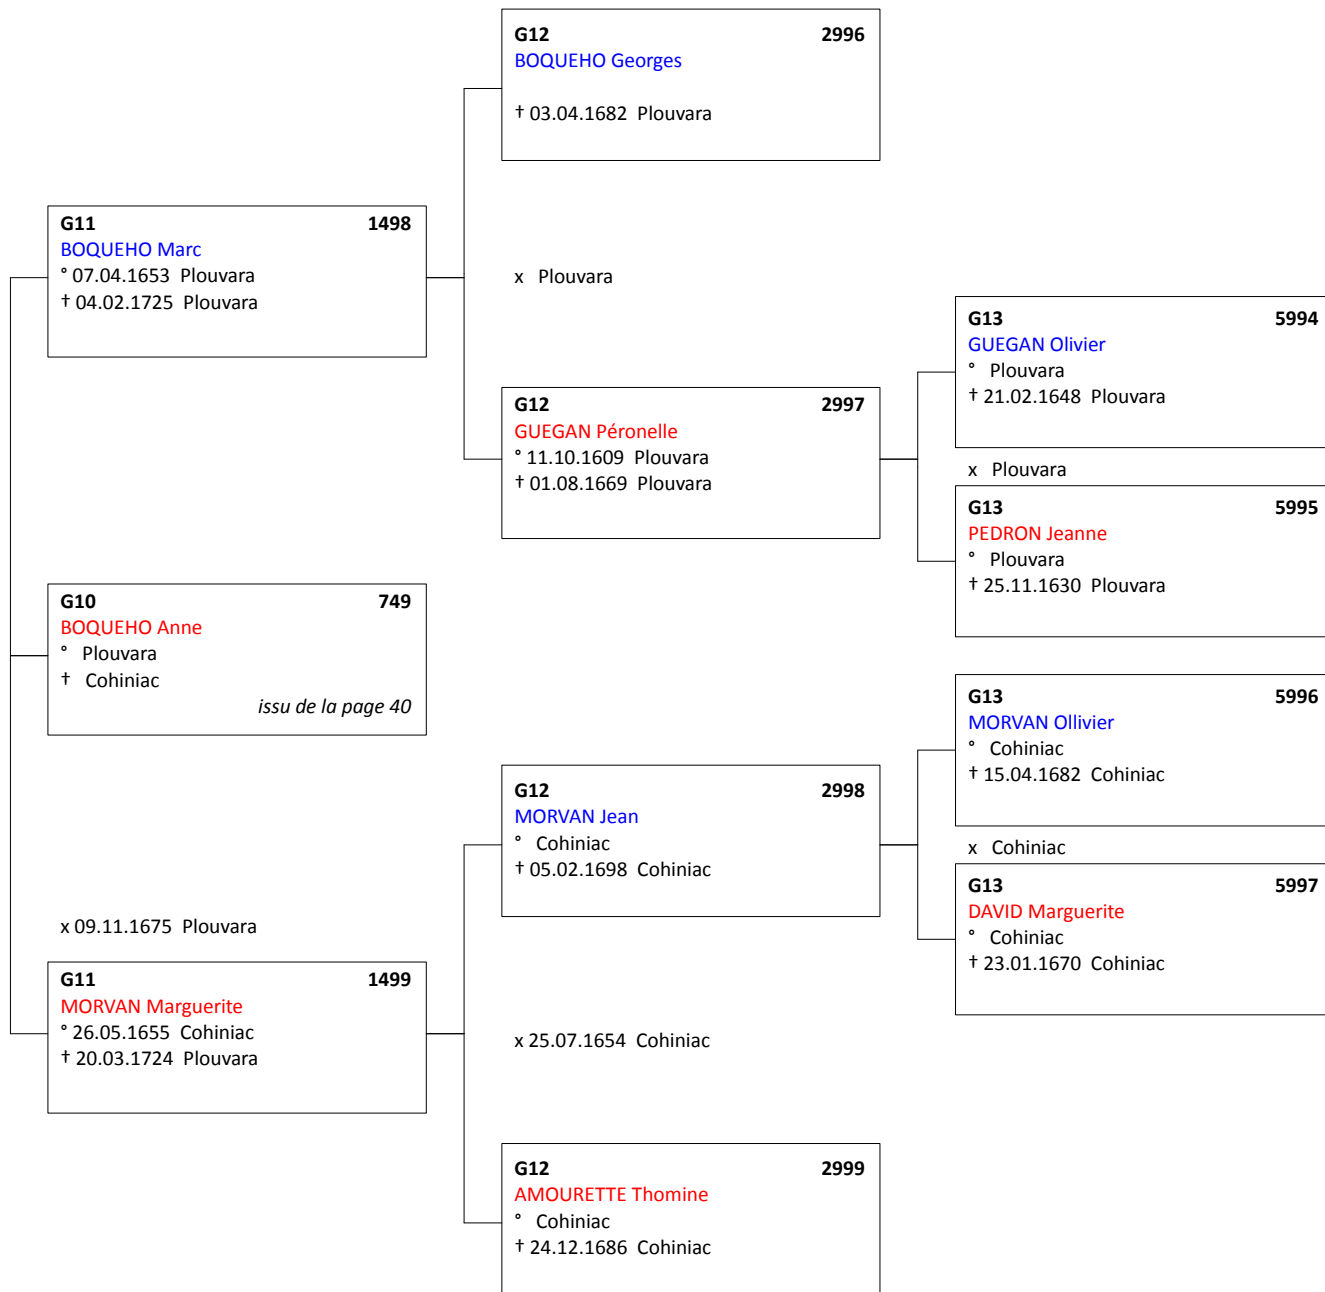 G12 2996
BOQUEHO Georges
† 03.04.1682 Plouvara
G11 1498
BOQUEHO Marc
° 07.04.1653 Plouvara
† 04.02.1725 Plouvara
x Plouvara
G13 5994
GUEGAN Olivier
° Plouvara
† 21.02.1648 Plouvara
G12 2997
GUEGAN Péronelle
° 11.10.1609 Plouvara
† 01.08.1669 Plouvara
x Plouvara
G13 5995
PEDRON Jeanne
° Plouvara
† 25.11.1630 Plouvara
G10 749
BOQUEHO Anne
° Plouvara
† Cohiniac
issu de la page 40
G13 5996
MORVAN Ollivier
° Cohiniac
† 15.04.1682 Cohiniac
G12 2998
MORVAN Jean
° Cohiniac
† 05.02.1698 Cohiniac
x Cohiniac
G13 5997
DAVID Marguerite
° Cohiniac
† 23.01.1670 Cohiniac
x 09.11.1675 Plouvara
G11 1499
MORVAN Marguerite
° 26.05.1655 Cohiniac
† 20.03.1724 Plouvara
x 25.07.1654 Cohiniac
G12 2999
AMOURETTE Thomine
° Cohiniac
† 24.12.1686 Cohiniac